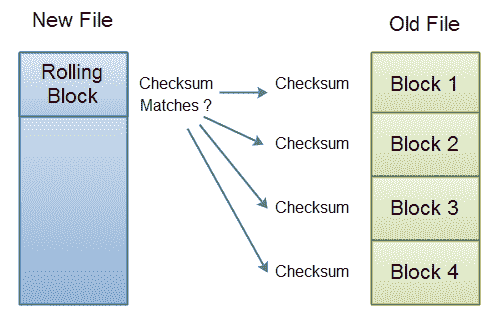 New File
Old File
Rolling
Block
Checksum
Matches ?
Checksum
Block 1
Checksum
Block 2
Checksum
Block 3
Checksum
Block 4